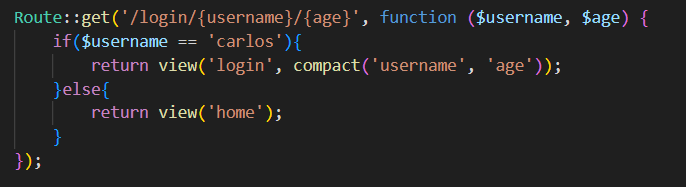 Route::get('/login/{username}/{age}', function ($username, $age) {
    if($username == 'carlos'){
        return view('login', compact('username', 'age'));
    }else{
        return view('home');
    }
});